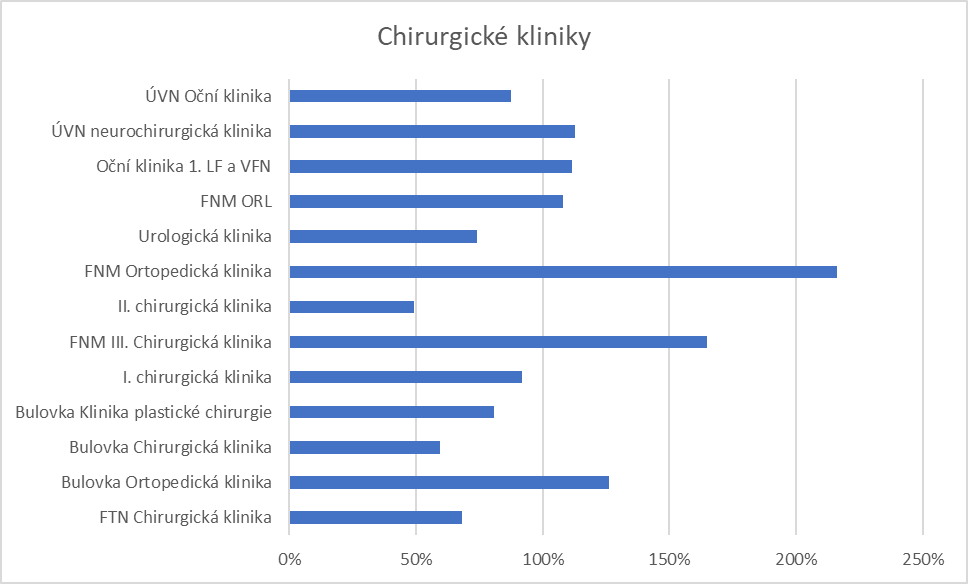 Chirurgické kliniky
ÚVN Oční klinika
ÚVN neurochirurgická klinika
Oční klinika 1. LF a VFN
FNM ORL
Urologická klinika
FNM Ortopedická klinika
II. chirurgická klinika
FNM III. Chirurgická klinika
I. chirurgická klinika
Bulovka Klinika plastické chirurgie
Bulovka Chirurgická klinika
Bulovka Ortopedická klinika
FTN Chirurgická klinika
0% 50% 100% 150% 200% 250%